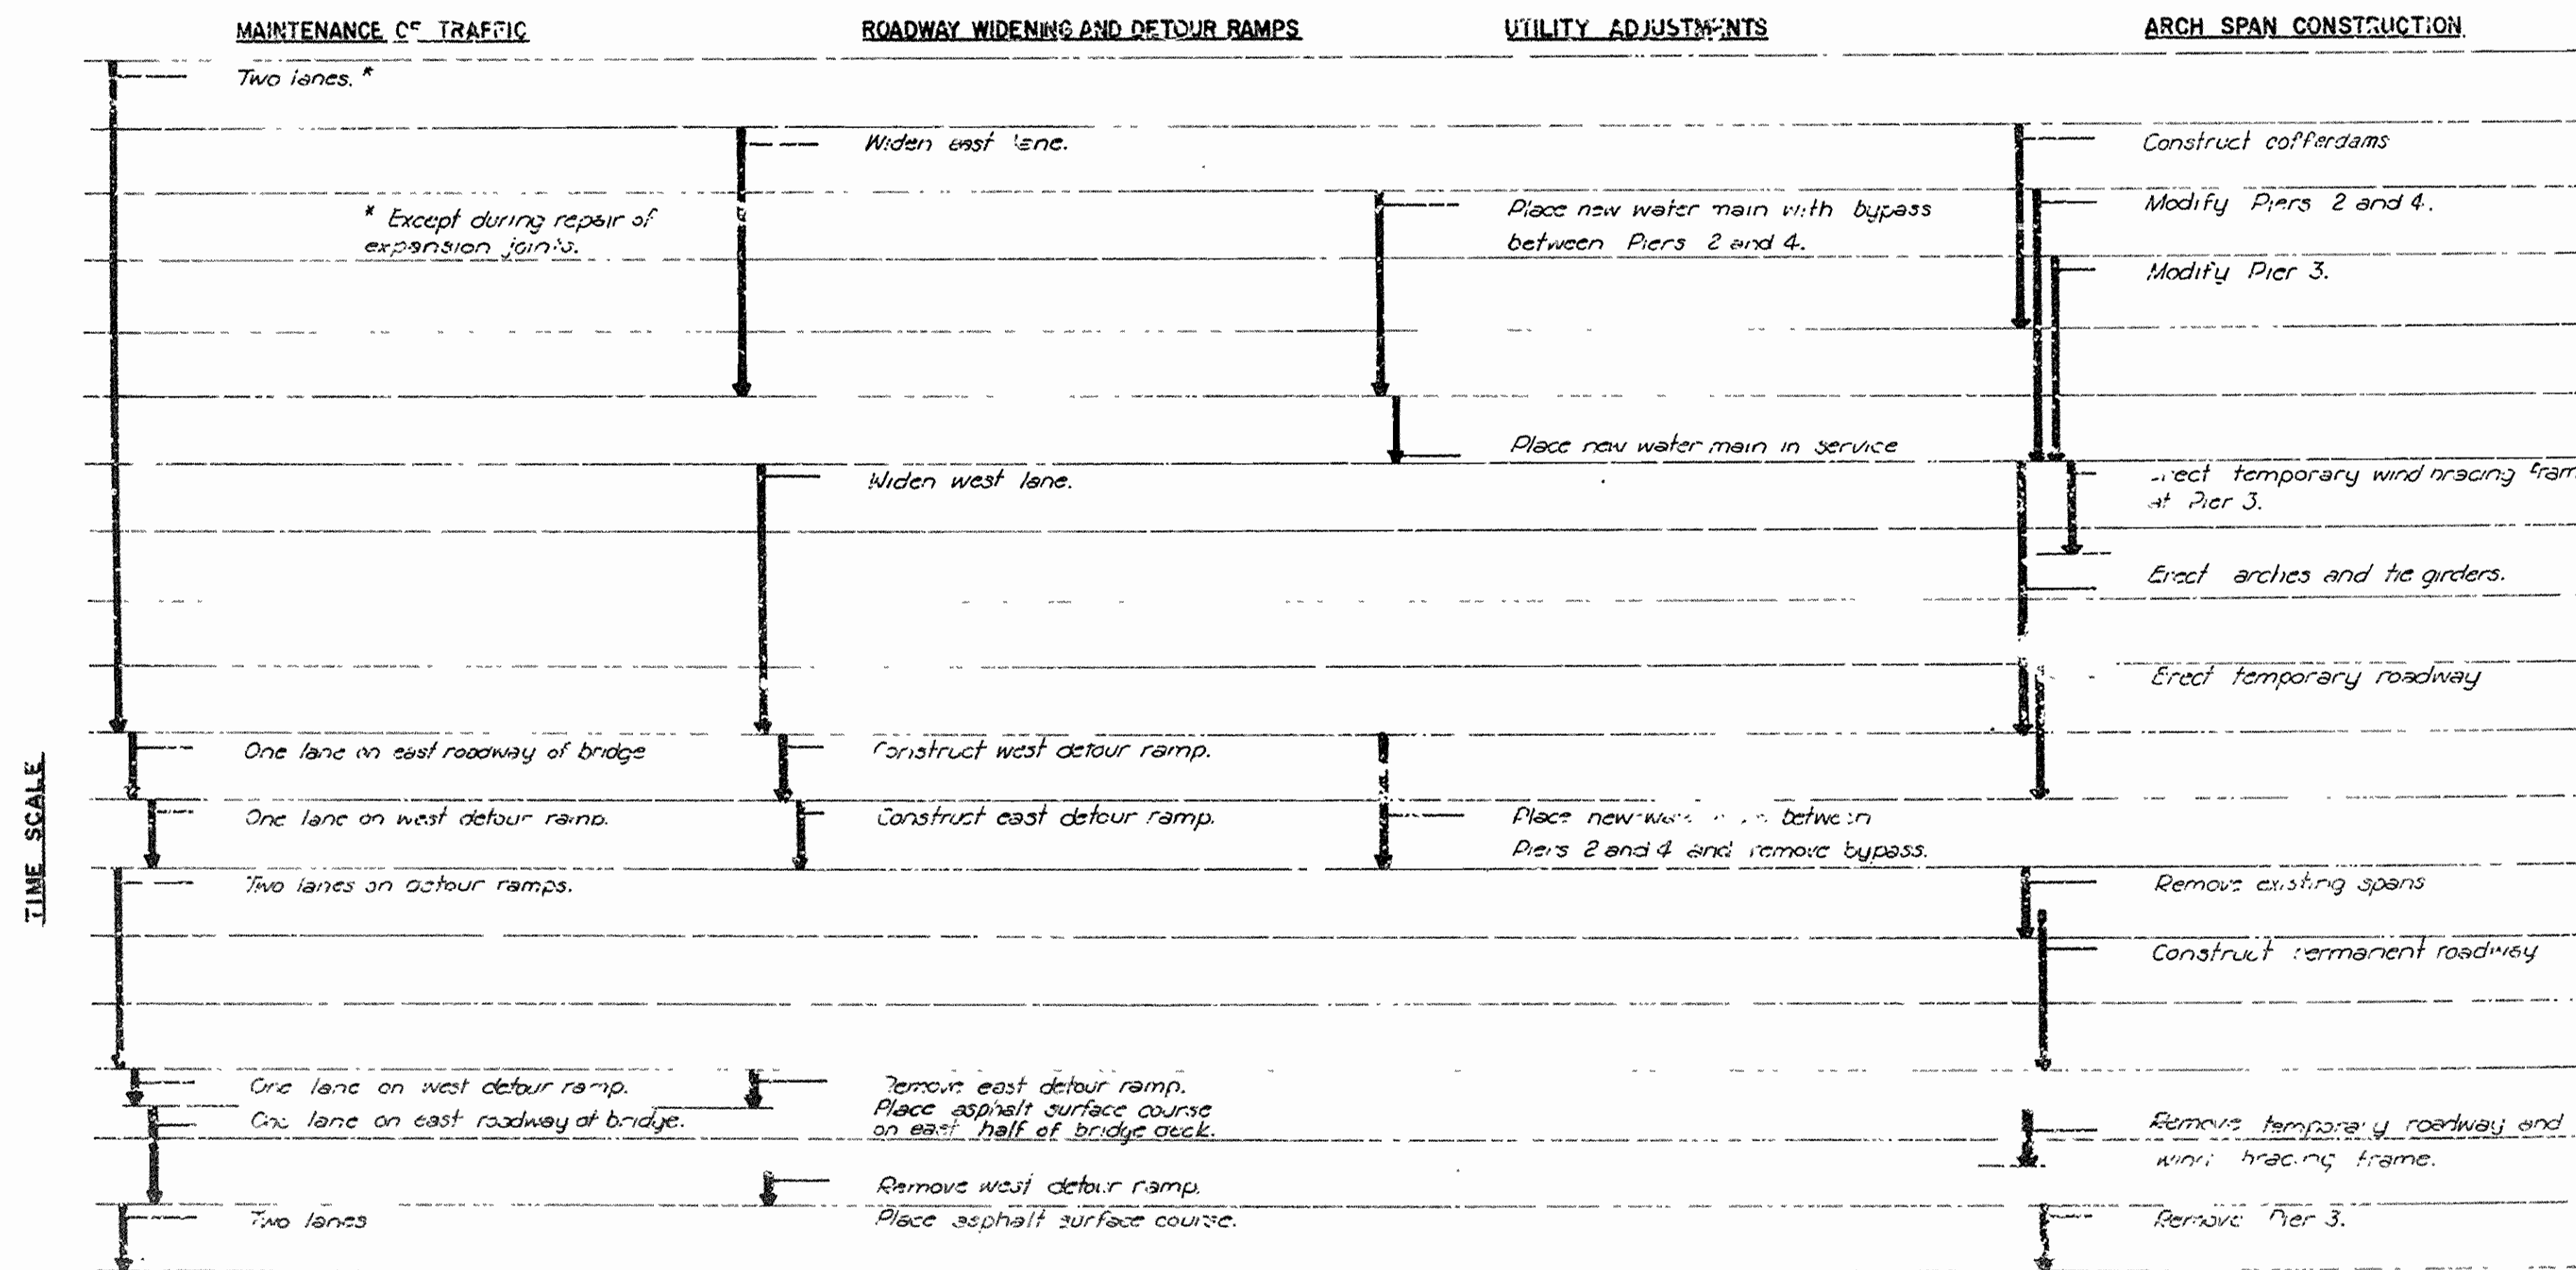 MAINTENANCE OF TRAFFIC
ROADWAY WIDENING AND DETOUR RAMPS
UTILITY ADJUSTMENTS
ARCH SPAN CONSTRUCTION
Two lanes.*
Widen east lane.
Construct cofferdams
* Except during repair of
expansion joints.
Place new water main with bypass
between Piers 2 and 4.
Modify Piers 2 and 4.
Modify Pier 3.
Place new water main in service
Widen west lane.
Erect temporary wind bracing fram
at Pier 3.
Erect arches and tie girders.
Erect temporary roadway
TIME SCALE
One lane on east roadway of bridge
Construct west detour ramp.
One lane on west detour ramp.
Construct east detour ramp.
Place new between
Piers 2 and 4 and remove bypass.
Two lanes on detour ramps.
Remove existing spans
Construct permanent roadway
One lane on west detour ramp.
Remove east detour ramp.
Place asphalt surface course
on east half of bridge deck.
One lane on east roadway of bridge.
Remove temporary roadway and
wind bracing frame.
Remove west detour ramp.
Two lanes
Place asphalt surface course.
Remove Pier 3.